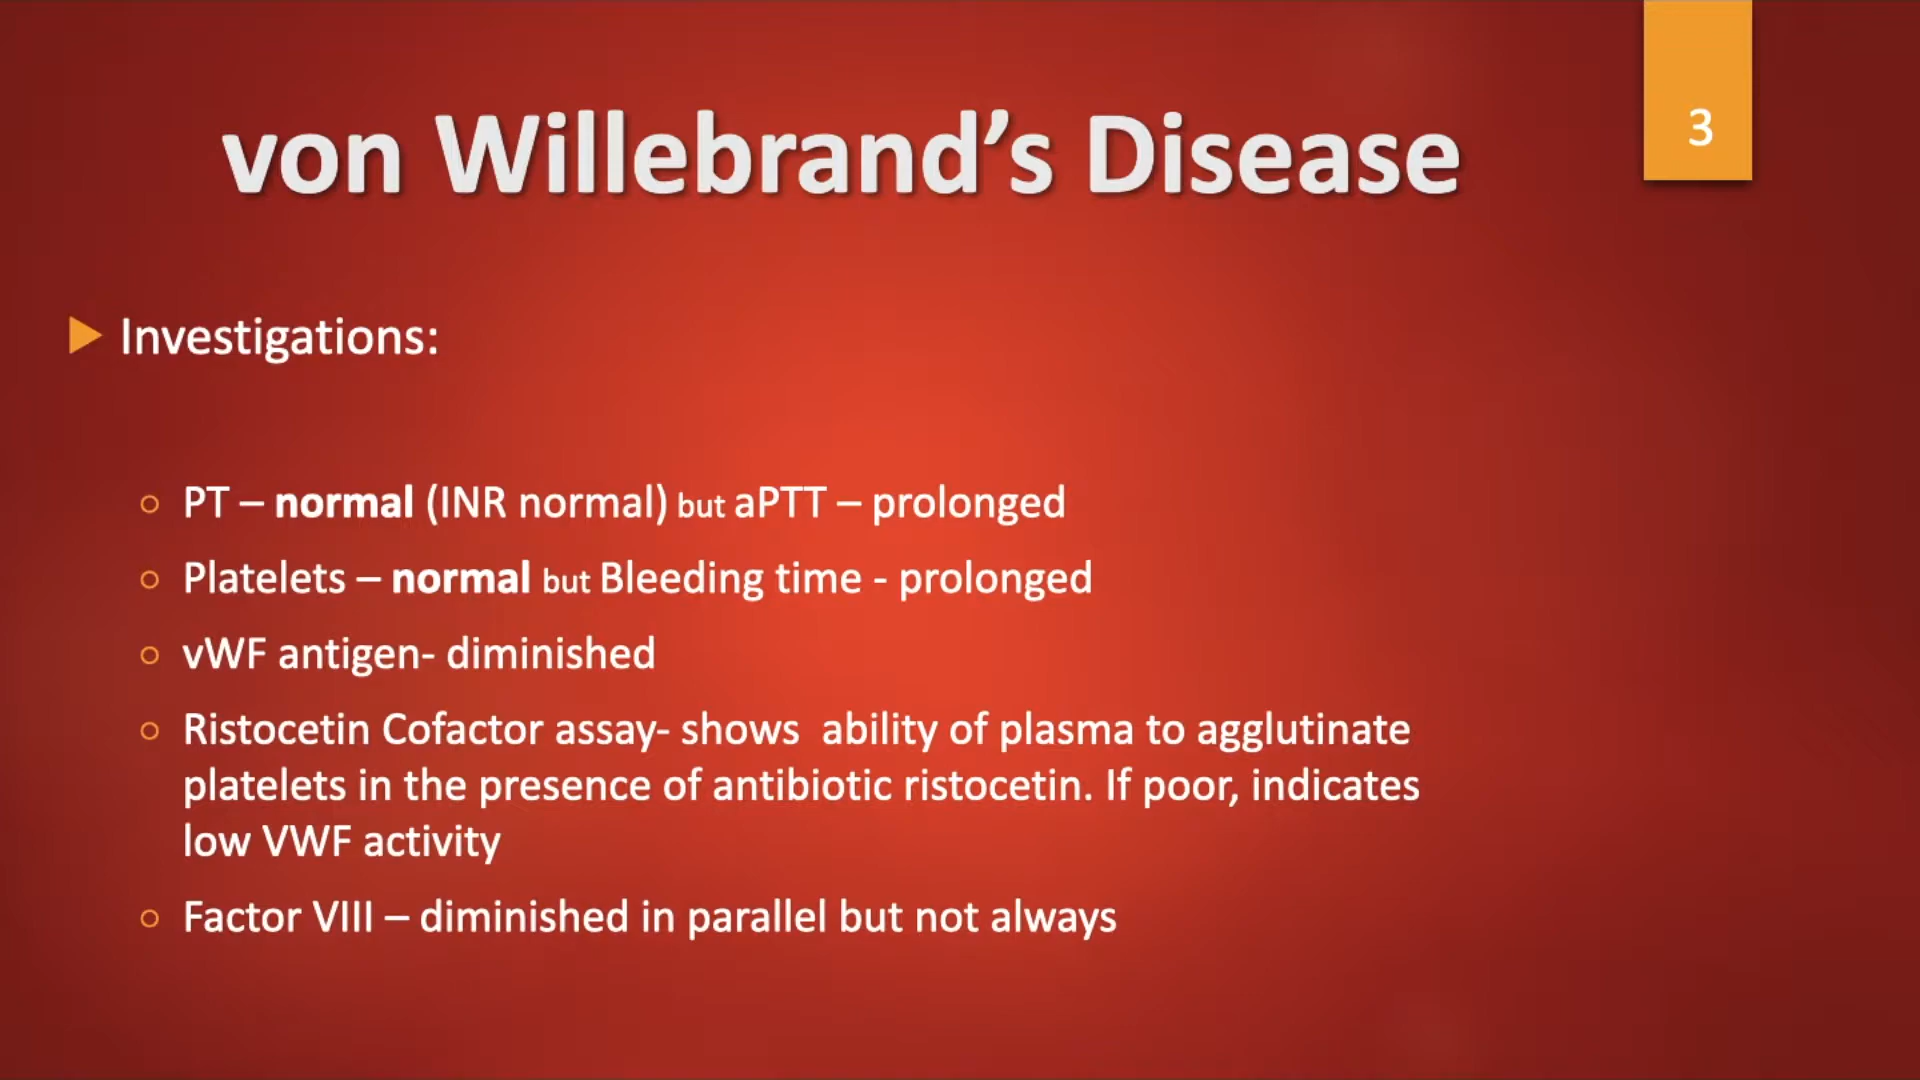 3
von Willebrand’s Disease
Investigations:
PT – normal (INR normal) but aPTT – prolonged
Platelets – normal but Bleeding time - prolonged
vWF antigen- diminished
Ristocetin Cofactor assay- shows  ability of plasma to agglutinate
platelets in the presence of antibiotic ristocetin. If poor, indicates
low VWF activity
Factor VIII – diminished in parallel but not always